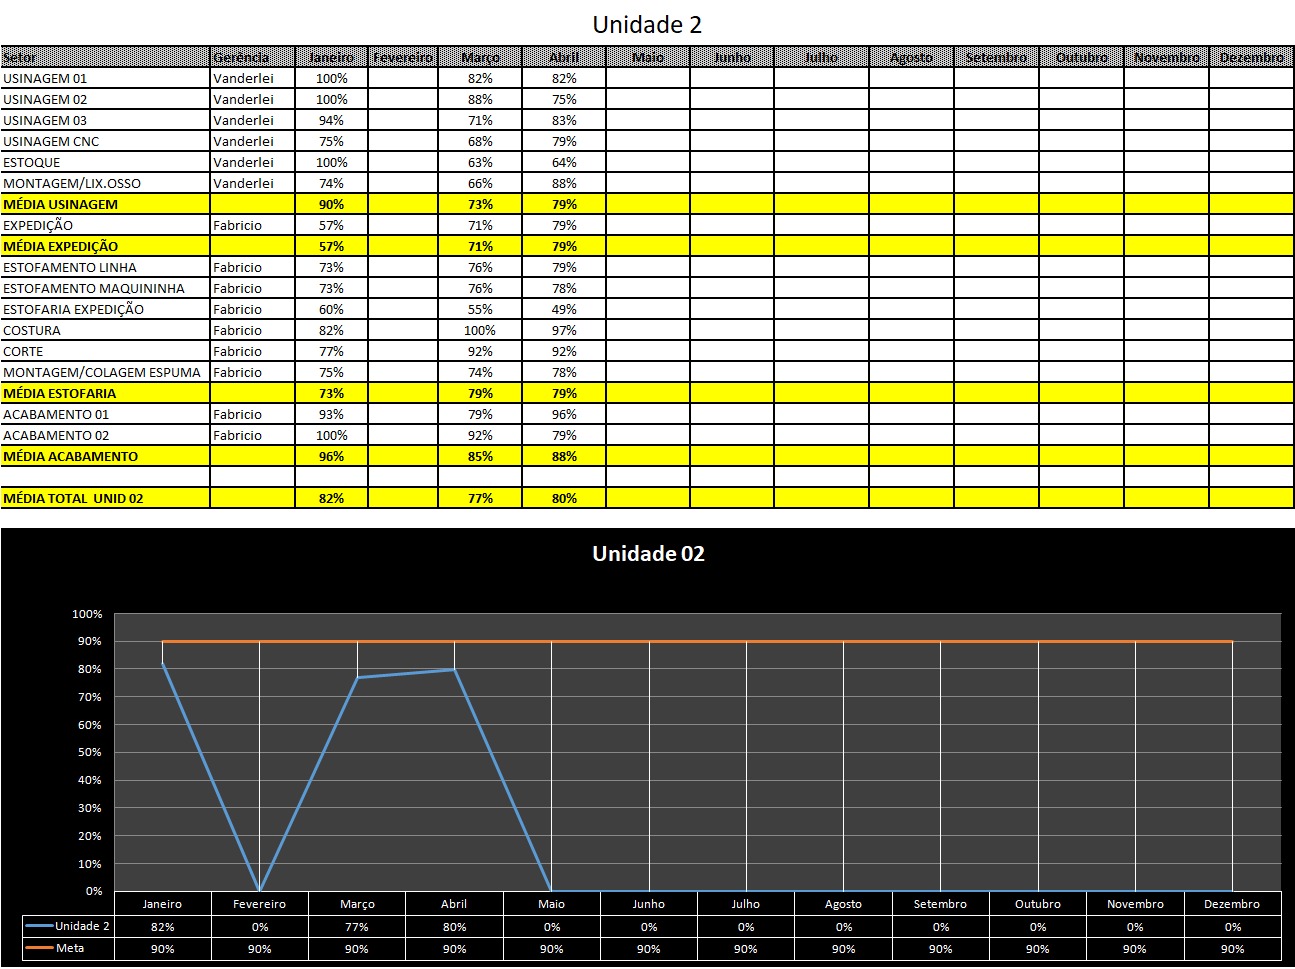 Unidade 2
Setor Gerência Janeiro Fevereiro Março Abril Maio Junho Julho Agosto Setembro Outubro Novembro Dezembro
USINAGEM 01 Vanderlei 100% 82% 82%
USINAGEM 02 Vanderlei 100% 88% 75%
USINAGEM 03 Vanderlei 94% 71% 83%
USINAGEM CNC Vanderlei 75% 68% 79%
ESTOQUE Vanderlei 100% 63% 64%
MONTAGEM/LIX.OSSO Vanderlei 74% 66% 88%
MÉDIA USINAGEM 90% 73% 79%
EXPEDIÇÃO Fabricio 57% 71% 79%
MÉDIA EXPEDIÇÃO 57% 71% 79%
ESTOFAMENTO LINHA Fabricio 73% 76% 79%
ESTOFAMENTO MAQUININHA Fabricio 73% 76% 78%
ESTOFARIA EXPEDIÇÃO Fabricio 60% 55% 49%
COSTURA Fabricio 82% 100% 97%
CORTE Fabricio 77% 92% 92%
MONTAGEM/COLAGEM ESPUMA Fabricio 75% 74% 78%
MÉDIA ESTOFARIA 73% 79% 79%
ACABAMENTO 01 Fabricio 93% 79% 96%
ACABAMENTO 02 Fabricio 100% 92% 79%
MÉDIA ACABAMENTO 96% 85% 88%
MÉDIA TOTAL UNID 02 82% 77% 80%
Unidade 02
100%
90%
80%
70%
60%
50%
40%
30%
20%
10%
0%
Janeiro Fevereiro Março Abril Maio Junho Julho Agosto Setembro Outubro Novembro Dezembro
Unidade 2 82% 0% 77% 80% 0% 0% 0% 0% 0% 0% 0% 0%
Meta 90% 90% 90% 90% 90% 90% 90% 90% 90% 90% 90% 90%